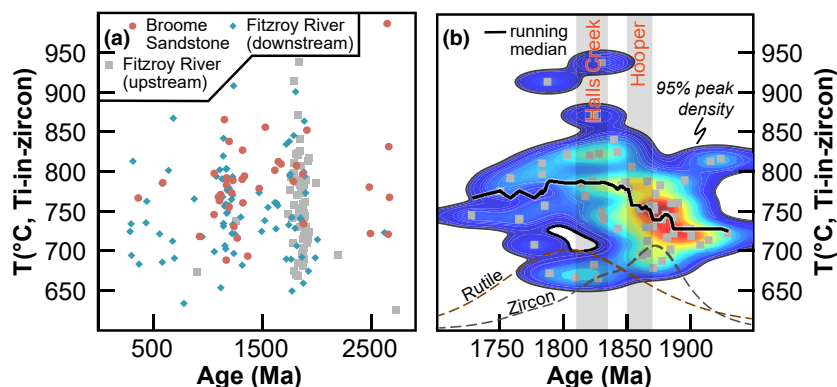 (a)
Broome
Sandstone
Fitzroy River
(downstream)
Fitzroy River
(upstream)
T(°C, Ti-in-zircon)
950
900
850
800
750
700
650
500
1500
2500
Age (Ma)
(b)
running
median
Halls Creek
Hooper
95% peak
density
Rutile
Zircon
1750
1800
1850
1900
Age (Ma)
950
900
850
800
750
700
650
T(°C, Ti-in-zircon)